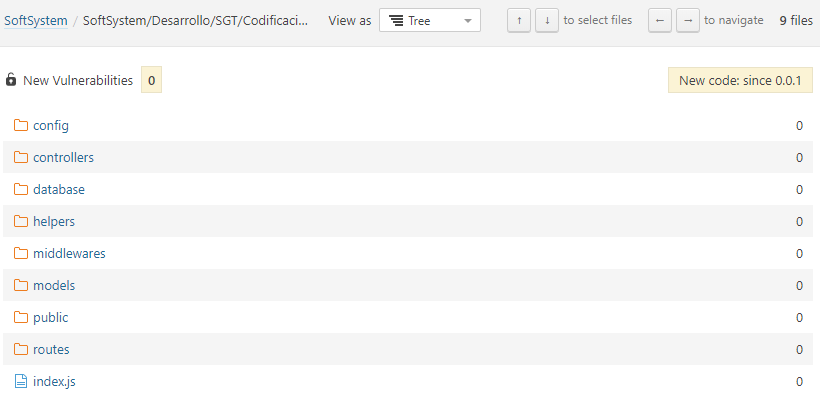 SoftSystem / SoftSystem/Desarrollo/SGT/Codificaci... View as Tree ↑ ↓ to select files ← → to navigate 9 files
New Vulnerabilities 0 New code: since 0.0.1
config 0
controllers 0
database 0
helpers 0
middlewares 0
models 0
public 0
routes 0
index.js 0